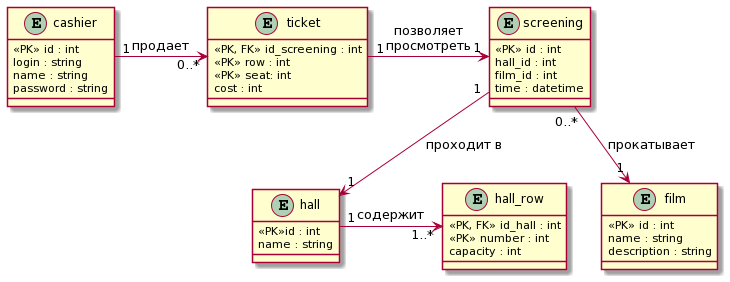 E cashier
«PK» id : int
login : string
name : string
password : string
1 продает
0..*
E ticket
«PK, FK» id_screening : int
«PK» row : int
«PK» seat: int
cost : int
позволяет
1 просмотреть 1
E screening
«PK» id : int
hall_id : int
film_id : int
time : datetime
1
проходит в
1
0..*
прокатывает
1
E hall
«PK»id : int
name : string
1 содержит
1..*
E hall_row
«PK, FK» id_hall : int
«PK» number : int
capacity : int
E film
«PK» id : int
name : string
description : string